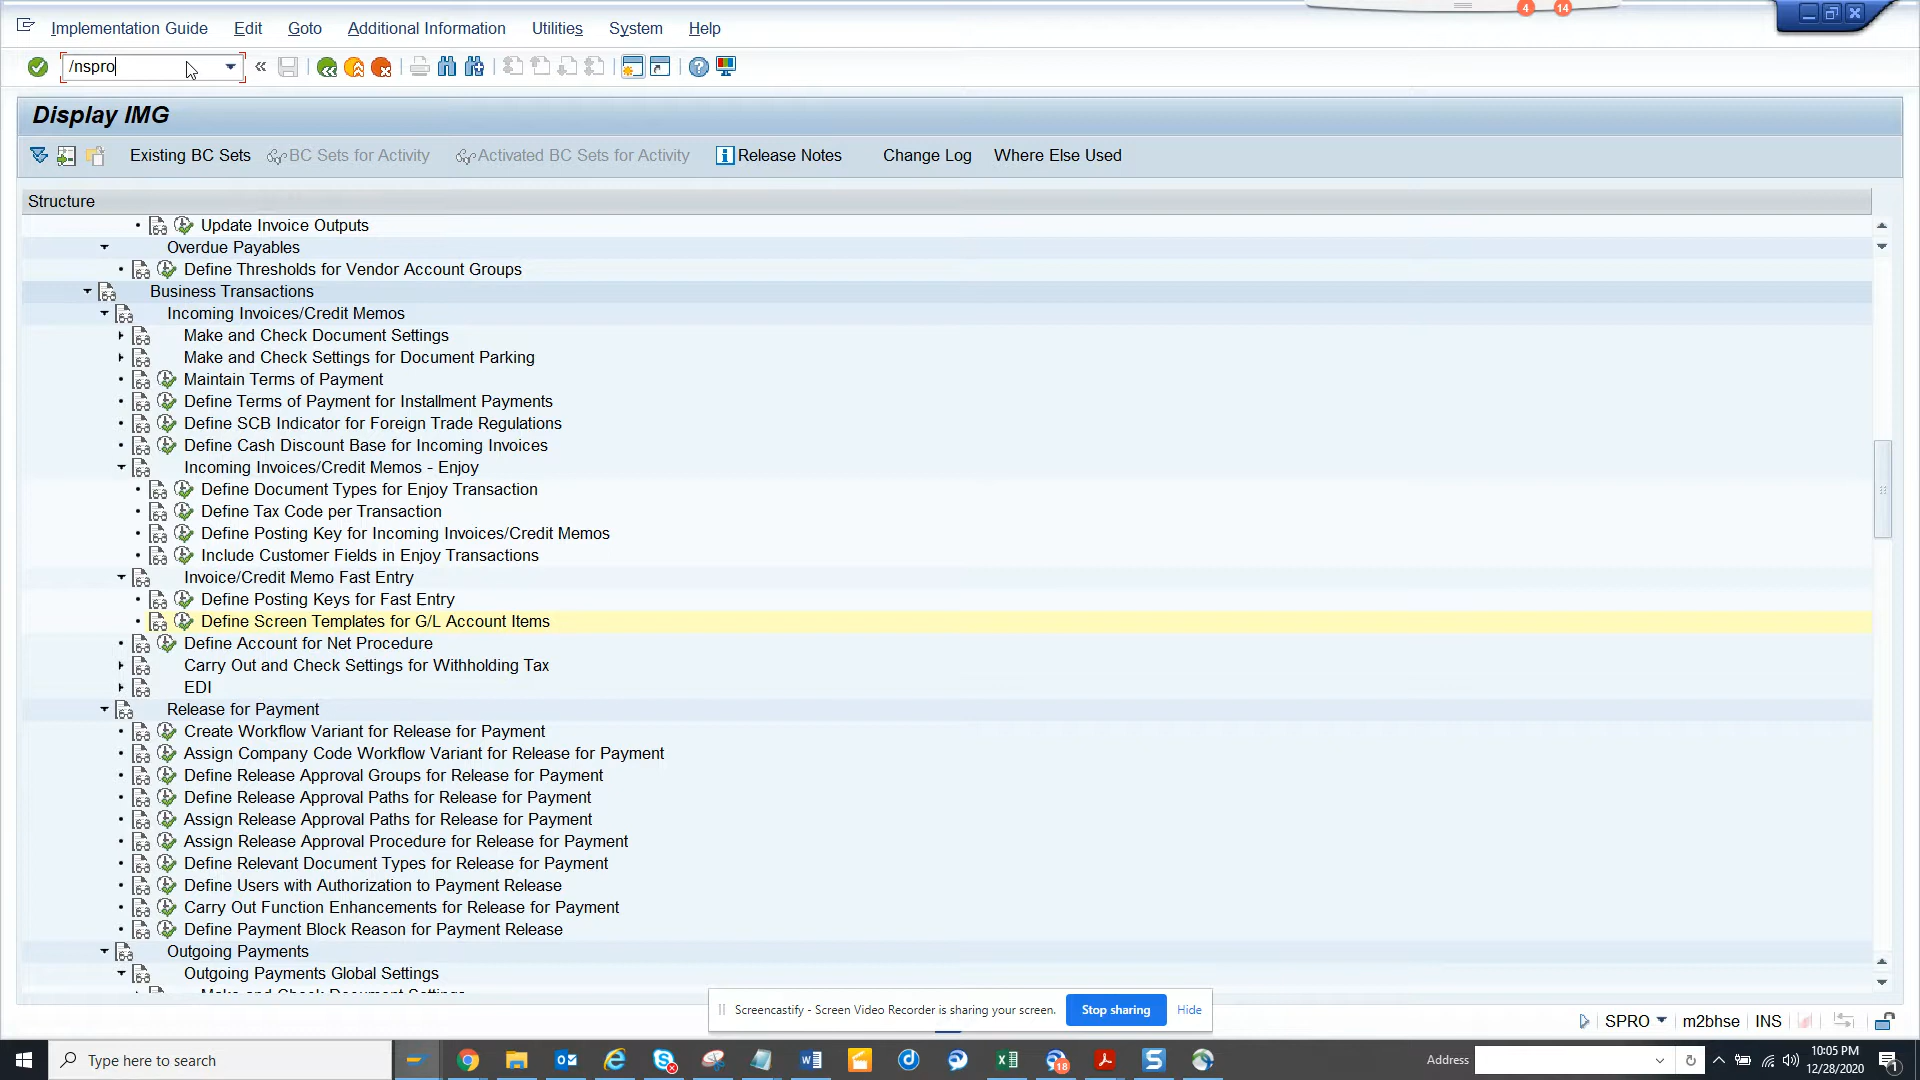 4 14
Implementation Guide Edit Goto Additional Information Utilities System Help
/nspro
Display IMG
Existing BC Sets BC Sets for Activity Activated BC Sets for Activity Release Notes Change Log Where Else Used
Structure
Update Invoice Outputs
Overdue Payables
Define Thresholds for Vendor Account Groups
Business Transactions
Incoming Invoices/Credit Memos
Make and Check Document Settings
Make and Check Settings for Document Parking
Maintain Terms of Payment
Define Terms of Payment for Installment Payments
Define SCB Indicator for Foreign Trade Regulations
Define Cash Discount Base for Incoming Invoices
Incoming Invoices/Credit Memos - Enjoy
Define Document Types for Enjoy Transaction
Define Tax Code per Transaction
Define Posting Key for Incoming Invoices/Credit Memos
Include Customer Fields in Enjoy Transactions
Invoice/Credit Memo Fast Entry
Define Posting Keys for Fast Entry
Define Screen Templates for G/L Account Items
Define Account for Net Procedure
Carry Out and Check Settings for Withholding Tax
EDI
Release for Payment
Create Workflow Variant for Release for Payment
Assign Company Code Workflow Variant for Release for Payment
Define Release Approval Groups for Release for Payment
Define Release Approval Paths for Release for Payment
Assign Release Approval Paths for Release for Payment
Assign Release Approval Procedure for Release for Payment
Define Relevant Document Types for Release for Payment
Define Users with Authorization to Payment Release
Carry Out Function Enhancements for Release for Payment
Define Payment Block Reason for Payment Release
Outgoing Payments
Outgoing Payments Global Settings
Make and Check Document Settings
Screencastify - Screen Video Recorder is sharing your screen. Stop sharing Hide
SPRO m2bhse INS
Type here to search
18
Address
10:05 PM
12/28/2020
1